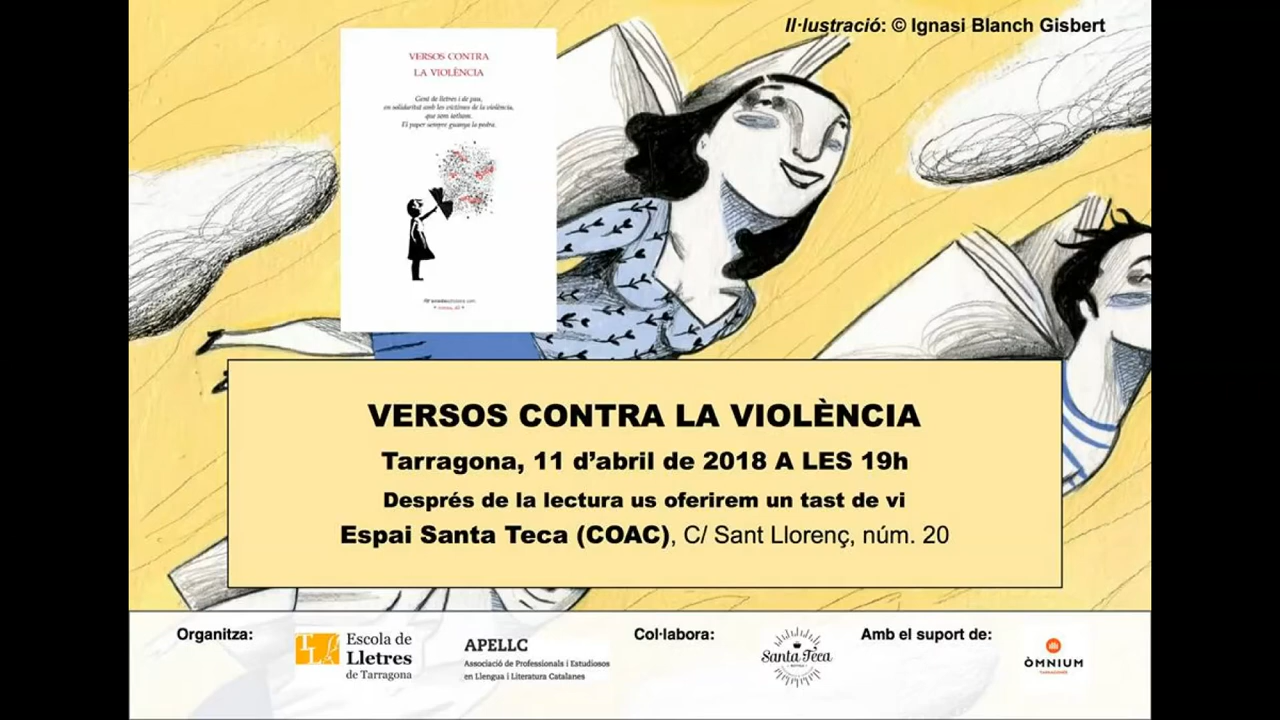 Il·lustració: © Ignasi Blanch Gisbert
VERSOS CONTRA
LA VIOLÈNCIA
Gent de lletres i de pau,
en solidaritat amb les víctimes de la violència,
que tots sothom.
El paper sempre guanya la pedra.
VERSOS CONTRA LA VIOLÈNCIA
Tarragona, 11 d'abril de 2018 A LES 19h
Després de la lectura us oferirem un tast de vi
Espai Santa Teca (COAC), C/ Sant Llorenç, núm. 20
Organitza:
TL
Escola de
Lletres
de Tarragona
APELLC
Associació de Professionals i Estudiosos
en Llengua i Literatura Catalanes
Col·labora:
Santa Teca
Amb el suport de:
ÒMNIUM